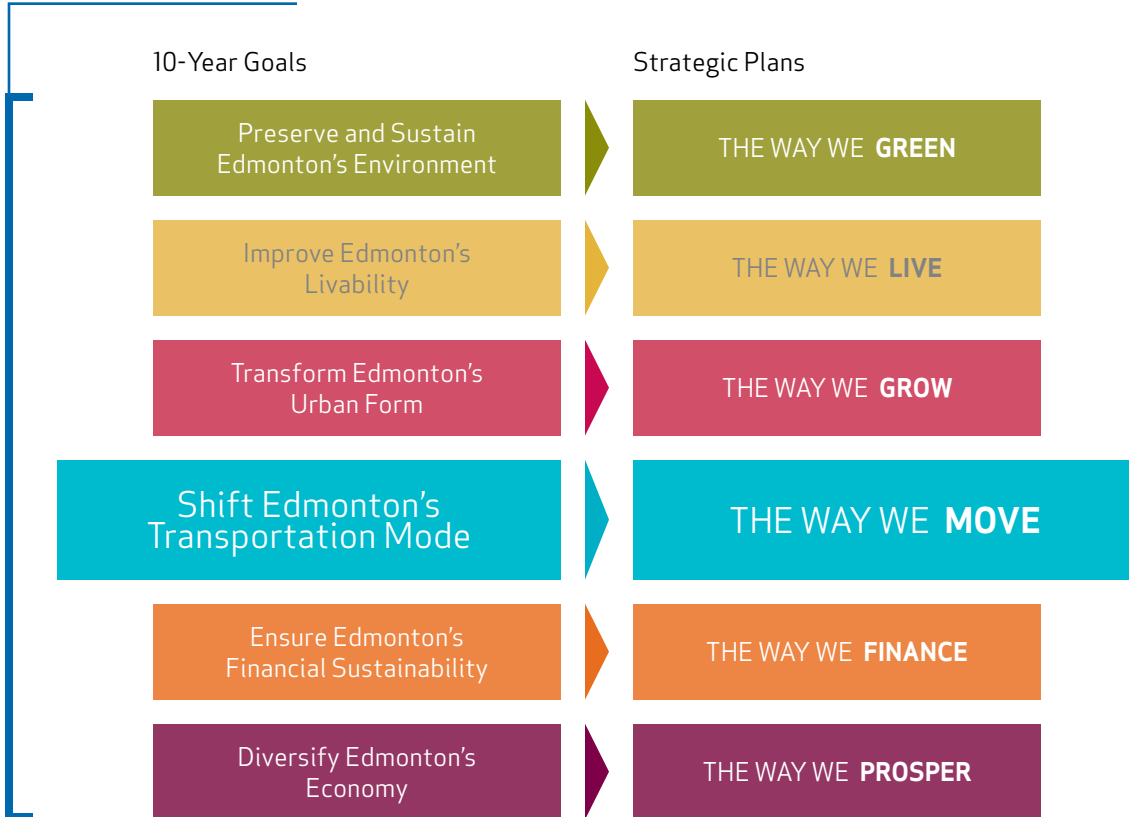 10-Year Goals
Strategic Plans
Preserve and Sustain
Edmonton's Environment
THE WAY WE GREEN
Improve Edmonton's
Livability
THE WAY WE LIVE
Transform Edmonton's
Urban Form
THE WAY WE GROW
Shift Edmonton's
Transportation Mode
THE WAY WE MOVE
Ensure Edmonton's
Financial Sustainability
THE WAY WE FINANCE
Diversify Edmonton's
Economy
THE WAY WE PROSPER